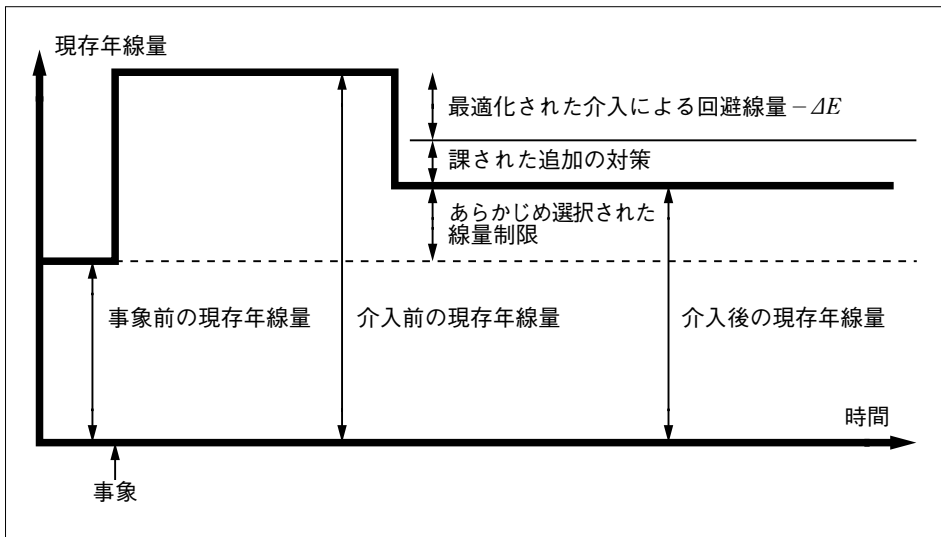 現存年線量
最適化された介入による回避線量－ΔE
課された追加の対策
あらかじめ選択された
線量制限
事象前の現存年線量
介入前の現存年線量
介入後の現存年線量
時間
事象